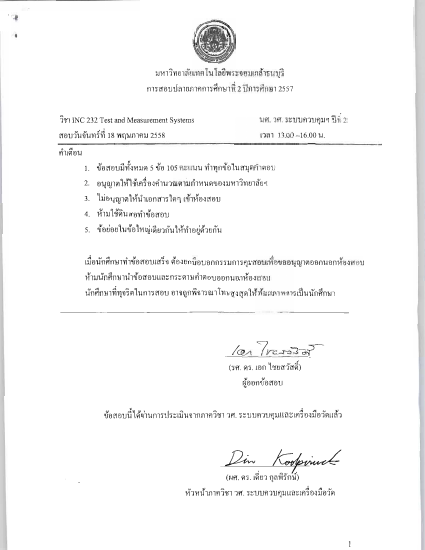 มหาวิทยาลัยเทคโนโลยีพระจอมเกล้าธนบุรี
การสอบปลายภาคการศึกษาที่ 2 ปีการศึกษา 2557
วิชา INC 232 Test and Measurement Systems นศ. วศ. ระบบควบคุมฯ ปีที่ 2
สอบวันจันทร์ที่ 18 พฤษภาคม 2558 เวลา 13.00 –16.00 น.
คำเตือน
1. ข้อสอบมีทั้งหมด 5 ข้อ 105 คะแนน ทำทุกข้อในสมุดคำตอบ
2. อนุญาตให้ใช้เครื่องคำนวณตามกำหนดของมหาวิทยาลัยฯ
3. ไม่อนุญาตให้นำเอกสารใดๆ เข้าห้องสอบ
4. ห้ามใช้ดินสอทำข้อสอบ
5. ข้อย่อยในข้อใหญ่เดียวกันให้ทำอยู่ด้วยกัน
เมื่อนักศึกษาทำข้อสอบเสร็จ ต้องยกมือบอกกรรมการคุมสอบเพื่อขออนุญาตออกนอกห้องสอบ
ห้ามนักศึกษานำข้อสอบและกระดาษคำตอบออกนอกห้องสอบ
นักศึกษาที่ทุจริตในการสอบ อาจถูกพิจารณาโทษสูงสุดให้พ้นสภาพการเป็นนักศึกษา
(รศ. ดร. เอก ไชยสวัสดิ์)
ผู้ออกข้อสอบ
ข้อสอบนี้ได้ผ่านการประเมินจากภาควิชา วศ. ระบบควบคุมและเครื่องมือวัดแล้ว
(ผศ. ดร. เดี่ยว กุลพิรักษ์)
หัวหน้าภาควิชา วศ. ระบบควบคุมและเครื่องมือวัด
1